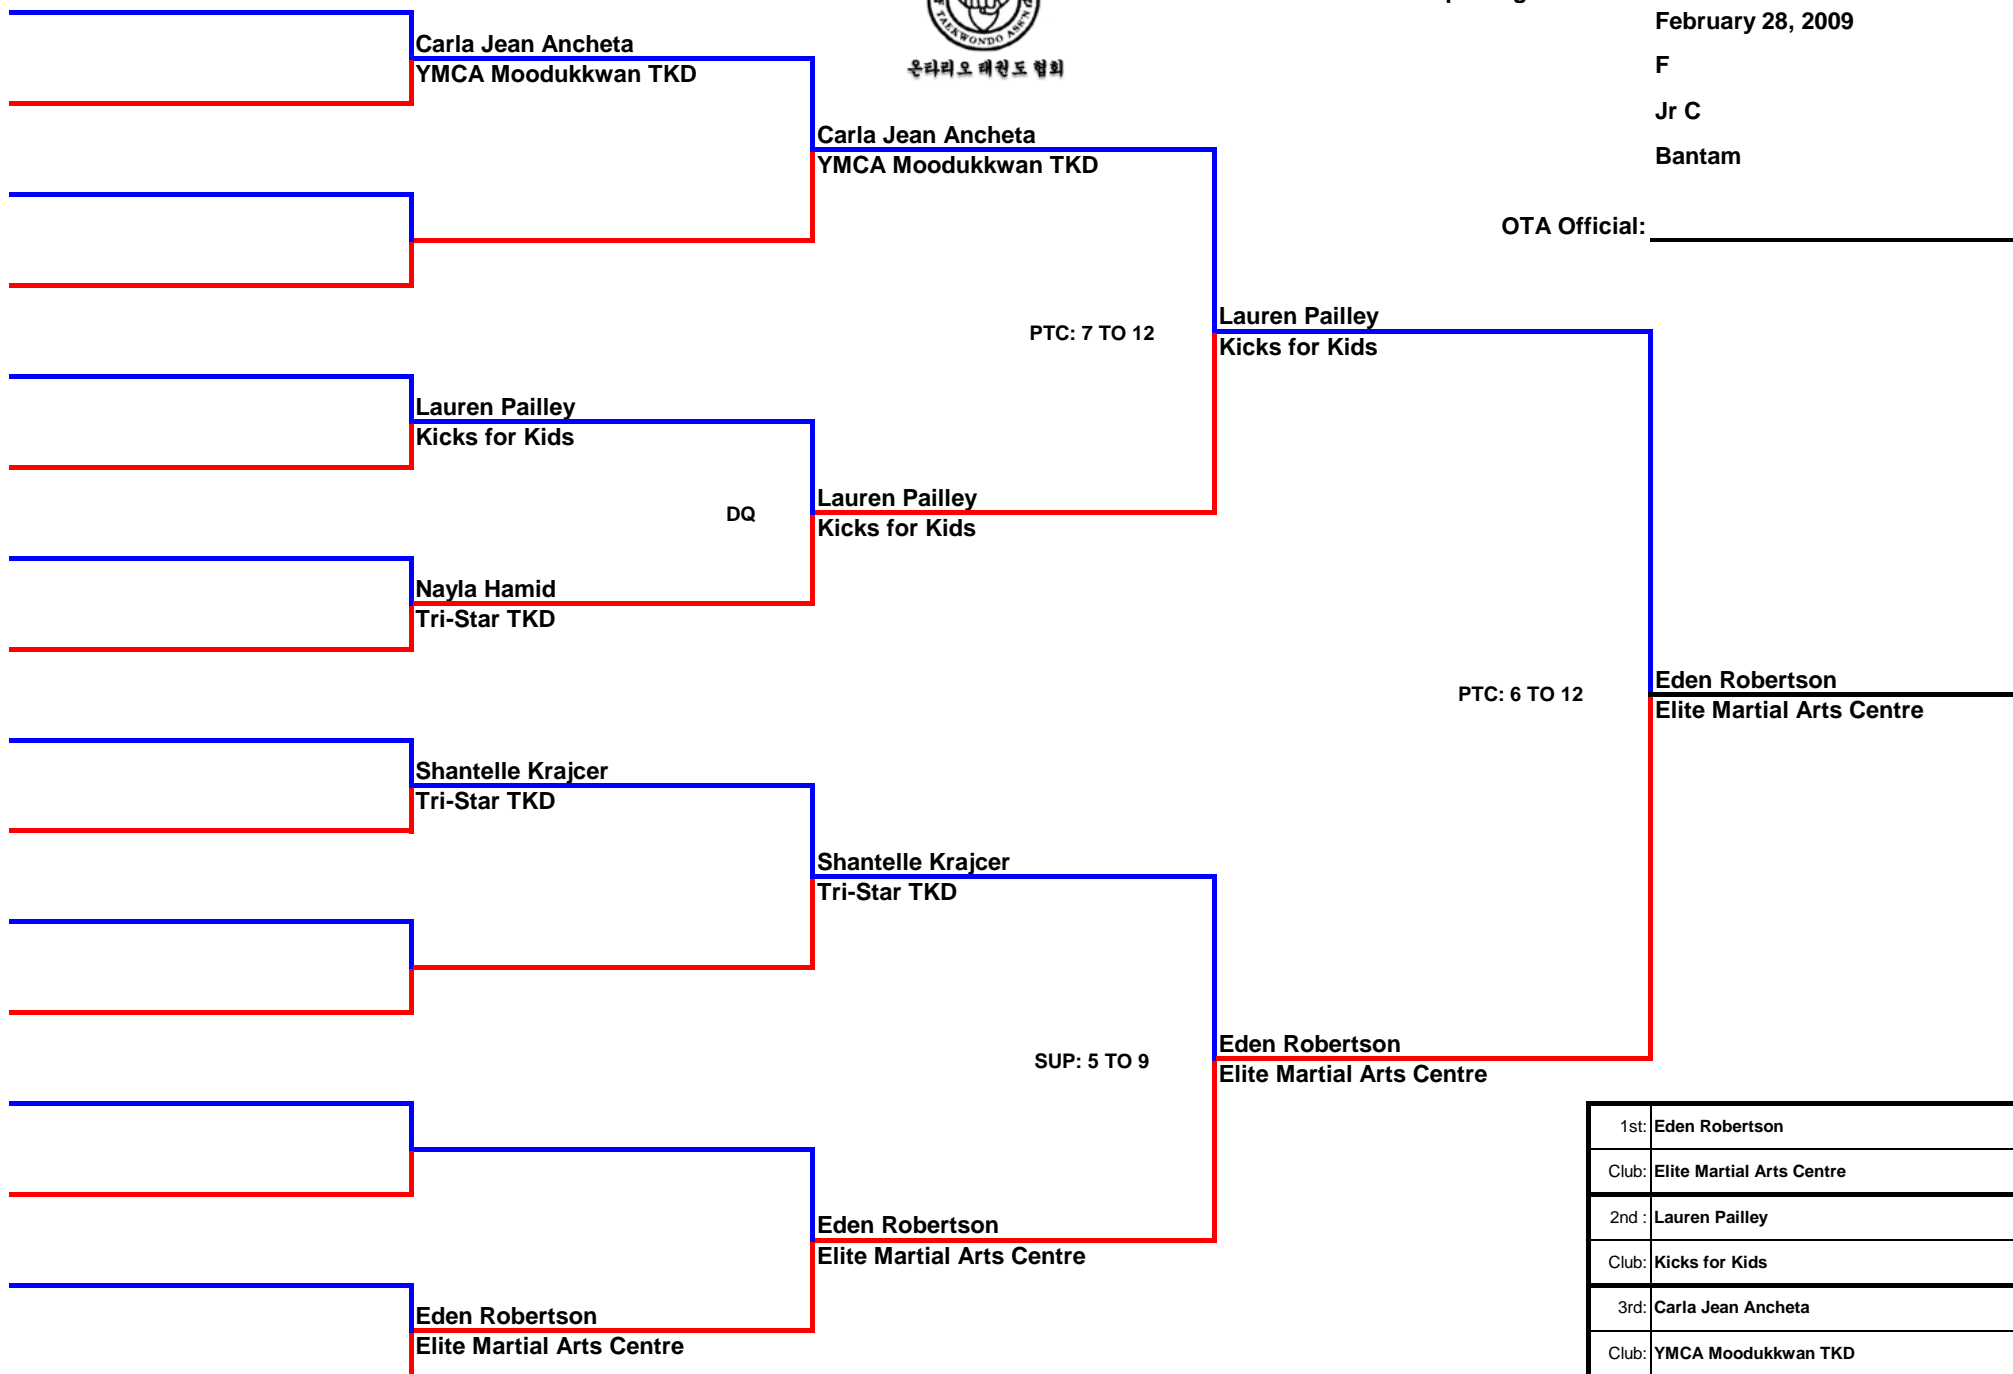 February 28, 2009
F
Jr C
Bantam
OTA Official:
TAEKWONDO ASS'N
온타리오 태권도 협회
Carla Jean Ancheta
YMCA Moodukkwan TKD
Carla Jean Ancheta
YMCA Moodukkwan TKD
PTC: 7 TO 12
Lauren Pailley
Kicks for Kids
Lauren Pailley
Kicks for Kids
DQ
Lauren Pailley
Kicks for Kids
Nayla Hamid
Tri-Star TKD
PTC: 6 TO 12
Eden Robertson
Elite Martial Arts Centre
Shantelle Krajcer
Tri-Star TKD
Shantelle Krajcer
Tri-Star TKD
SUP: 5 TO 9
Eden Robertson
Elite Martial Arts Centre
Eden Robertson
Elite Martial Arts Centre
Eden Robertson
Elite Martial Arts Centre
1st: Eden Robertson
Club: Elite Martial Arts Centre
2nd : Lauren Pailley
Club: Kicks for Kids
3rd: Carla Jean Ancheta
Club: YMCA Moodukkwan TKD